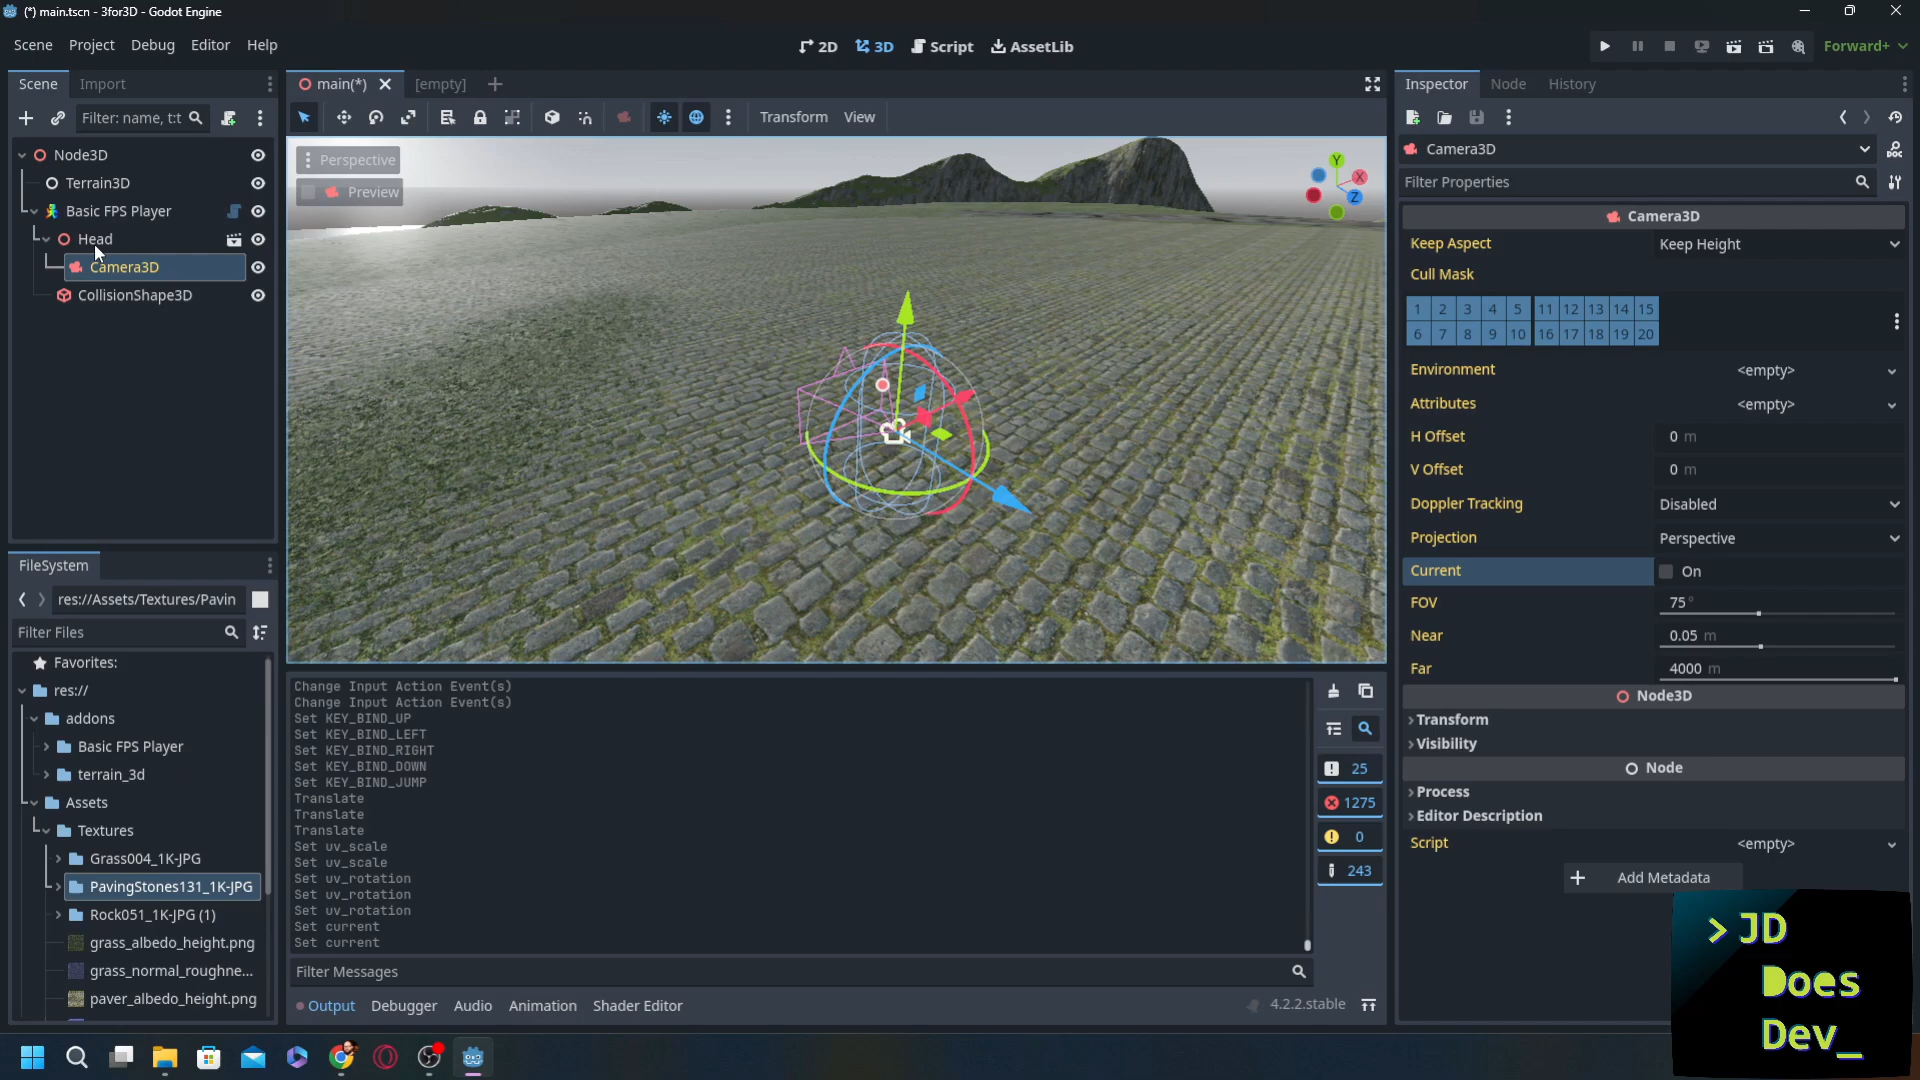 (*) main.tscn - 3for3D - Godot Engine
Scene Project Debug Editor Help
2D 3D Script AssetLib
Forward+
Scene Import
main(*) [empty]
Inspector Node History
Filter: name, t:t
Transform View
Node3D
Terrain3D
Basic FPS Player
Head
Camera3D
CollisionShape3D
Perspective
Preview
Y
X
Z
Camera3D
Filter Properties
Camera3D
Keep Aspect Keep Height
Cull Mask
1 2 3 4 5 11 12 13 14 15
6 7 8 9 10 16 17 18 19 20
Environment <empty>
Attributes <empty>
H Offset 0 m
V Offset 0 m
Doppler Tracking Disabled
Projection Perspective
Current On
FOV 75 °
Near 0.05 m
Far 4000 m
Node3D
Transform
Visibility
Node
Process
Editor Description
Script <empty>
Add Metadata
FileSystem
res://Assets/Textures/Pavin
Filter Files
Favorites:
res://
addons
Basic FPS Player
terrain_3d
Assets
Textures
Grass004_1K-JPG
PavingStones131_1K-JPG
Rock051_1K-JPG (1)
grass_albedo_height.png
grass_normal_roughne...
paver_albedo_height.png
Change Input Action Event(s)
Change Input Action Event(s)
Set KEY_BIND_UP
Set KEY_BIND_LEFT
Set KEY_BIND_RIGHT
Set KEY_BIND_DOWN
Set KEY_BIND_JUMP
Translate
Translate
Translate
Set uv_scale
Set uv_scale
Set uv_rotation
Set uv_rotation
Set uv_rotation
Set current
Set current
25
1275
0
243
Filter Messages
Output Debugger Audio Animation Shader Editor
4.2.2.stable
>JD
Does
Dev_